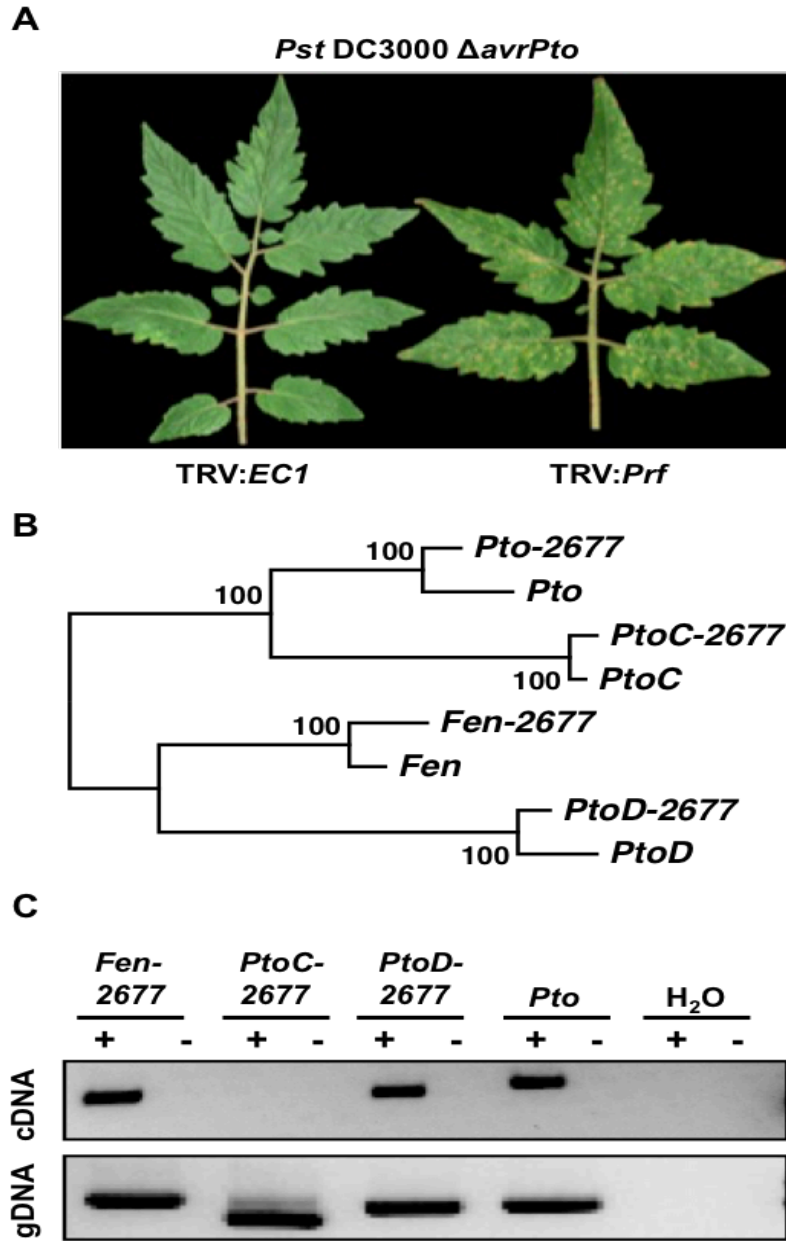 A
Pst DC3000 ΔavrPto
TRV:EC1
TRV:Prf
B
100
Pto-2677
100
Pto
PtoC-2677
100
PtoC
100
Fen-2677
Fen
PtoD-2677
100
PtoD
C
Fen-
2677
PtoC-
2677
PtoD-
2677
Pto
H₂O
+ - + - + - + - + -
cDNA
gDNA